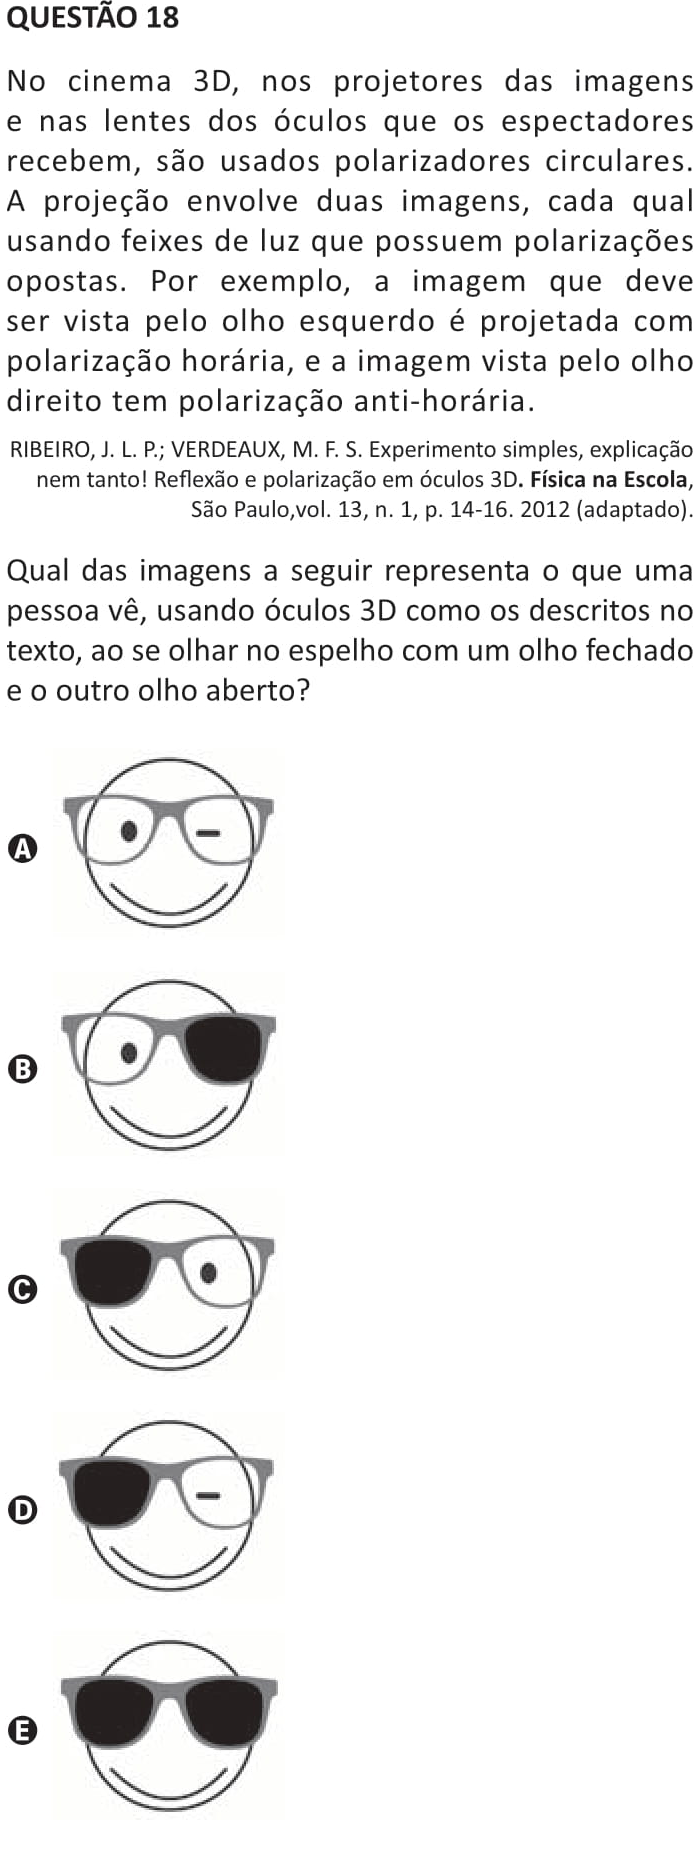 QUESTÃO 18
No cinema 3D, nos projetores das imagens
e nas lentes dos óculos que os espectadores
recebem, são usados polarizadores circulares.
A projeção envolve duas imagens, cada qual
usando feixes de luz que possuem polarizações
opostas. Por exemplo, a imagem que deve
ser vista pelo olho esquerdo é projetada com
polarização horária, e a imagem vista pelo olho
direito tem polarização anti-horária.
RIBEIRO, J. L. P.; VERDEAUX, M. F. S. Experimento simples, explicação
nem tanto! Reflexão e polarização em óculos 3D. Física na Escola,
São Paulo,vol. 13, n. 1, p. 14-16. 2012 (adaptado).
Qual das imagens a seguir representa o que uma
pessoa vê, usando óculos 3D como os descritos no
texto, ao se olhar no espelho com um olho fechado
e o outro olho aberto?
A
B
C
D
E